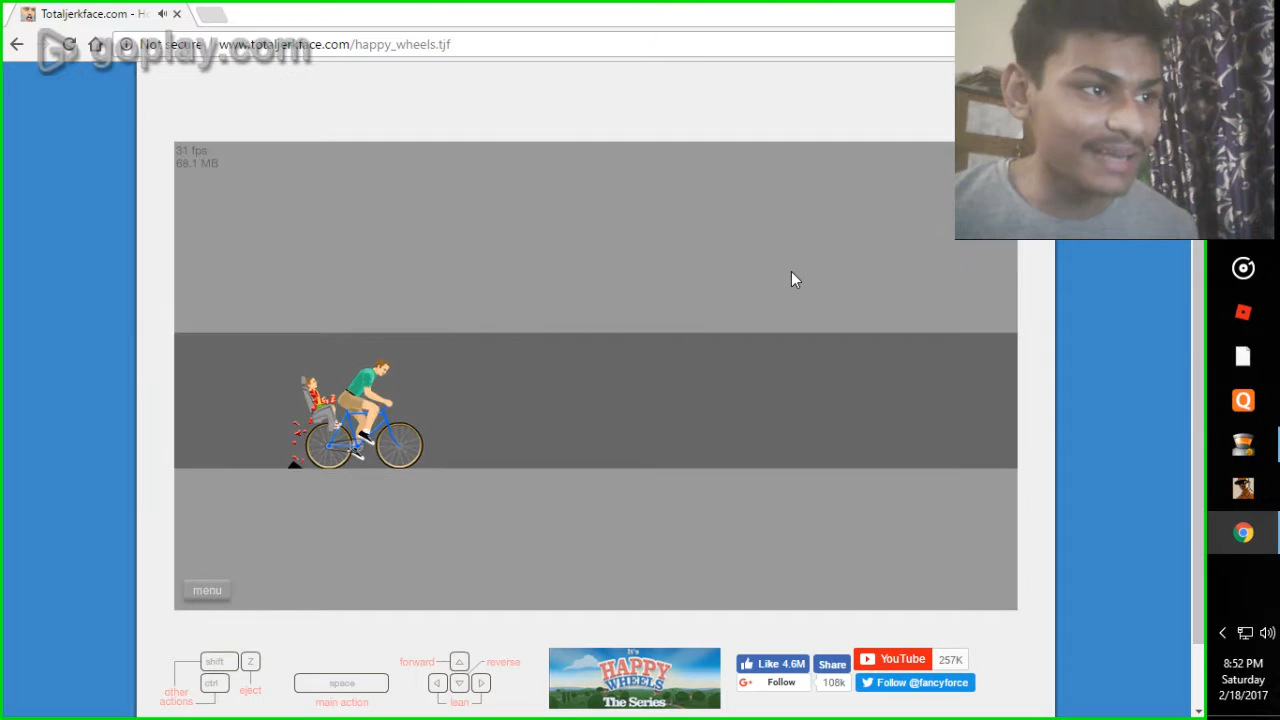 Totaljerkface.com - H
Not secure
www.totaljerkface.com/happy_wheels.tjf
goplay.com
31 fps
68.1 MB
menu
shift
Z
ctrl
other
actions
eject
space
main action
forward
reverse
lean
IT'S
HAPPY
WHEELS
The Series
Like 4.6M
Share
YouTube
257K
G+ Follow
108k
Follow @fancyforce
Q
8:52 PM
Saturday
2/18/2017